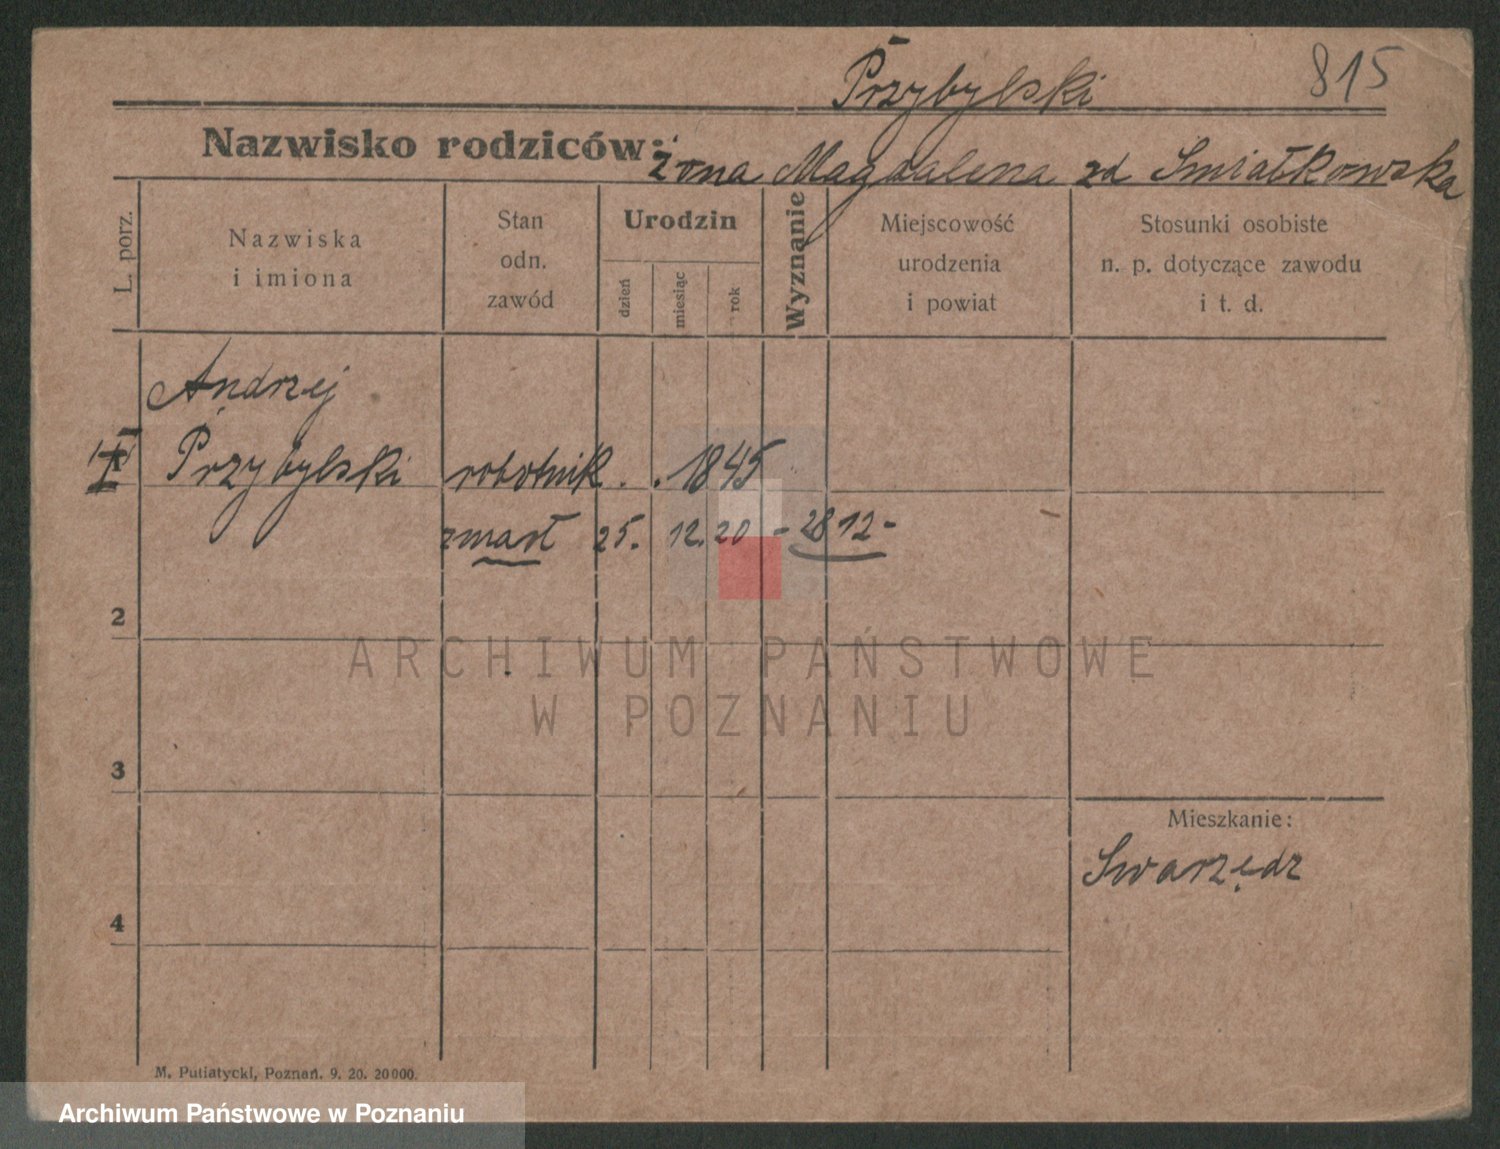 Przybylski 815
Nazwisko rodziców:
żona Magdalena zd Smiałkowska
L. porz.
Nazwiska
i imiona
Stan
odn.
zawód
Urodzin
dzień
miesiąc
rok
Wyznanie
Miejscowość
urodzenia
i powiat
Stosunki osobiste
n. p. dotyczące zawodu
i t. d.
Andrzej
Przybylski robotnik . . 1845
zmarł 25. 12. 20 - 28 12 -
2
ARCHIWUM PAŃSTWOWE
W POZNANIU
3
Mieszkanie:
Swarzędz
4
M. Putiatycki, Poznań. 9. 20. 20000.
Archiwum Państwowe w Poznaniu